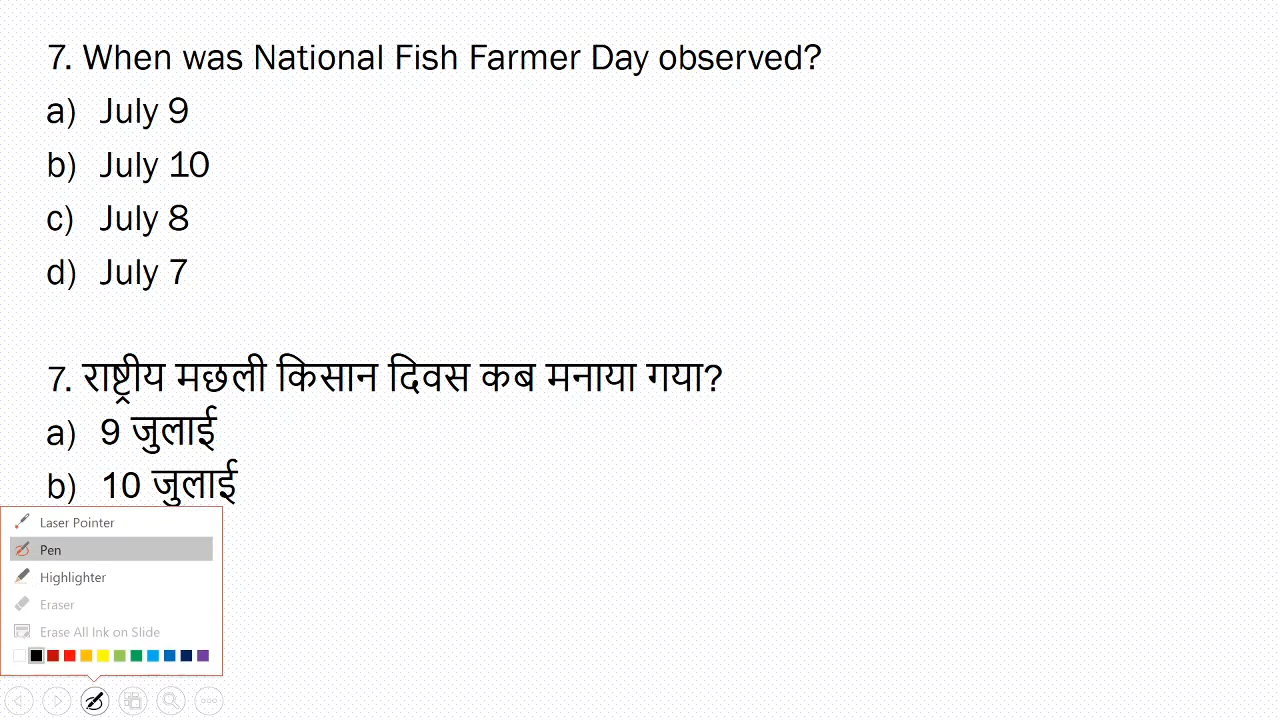 7. When was National Fish Farmer Day observed?
a) July 9
b) July 10
c) July 8
d) July 7
7. राष्ट्रीय मछली किसान दिवस कब मनाया गया?
a) 9 जुलाई
b) 10 जुलाई
Laser Pointer
Pen
Highlighter
Eraser
Erase All Ink on Slide